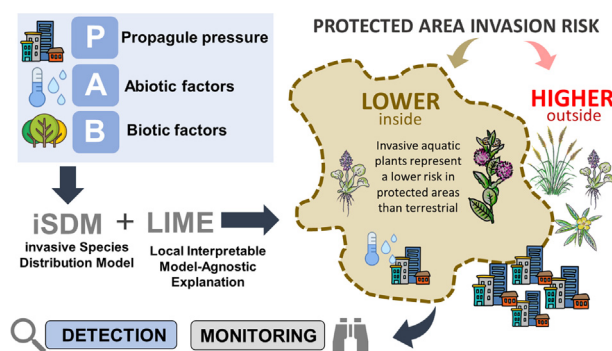 P Propagule pressure
A Abiotic factors
B Biotic factors
iSDM + LIME
invasive Species
Distribution Model
Local Interpretable
Model-Agnostic
Explanation
PROTECTED AREA INVASION RISK
LOWER
inside
Invasive aquatic
plants represent
a lower risk in
protected areas
than terrestrial
HIGHER
outside
DETECTION
MONITORING